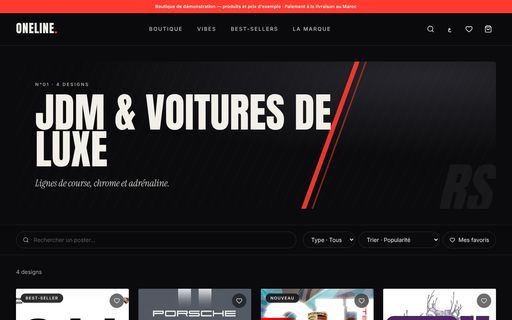 Boutique de démonstration — produits et prix d'exemple · Paiement à la livraison au Maroc
ONELINE.
BOUTIQUE VIBES BEST-SELLERS LA MARQUE
ع
N°01 · 4 DESIGNS
JDM & VOITURES DE
LUXE
Lignes de course, chrome et adrénaline.
RS
Rechercher un poster...
Type · Tous
Trier · Popularité
Mes favoris
4 designs
BEST-SELLER
PORSCHE
NOUVEAU